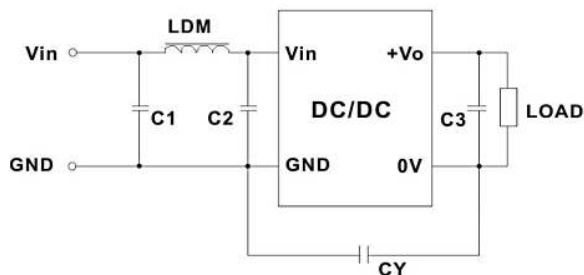 LDM
Vin
Vin
+Vo
C1
C2
DC/DC
C3
LOAD
GND
GND
0V
CY